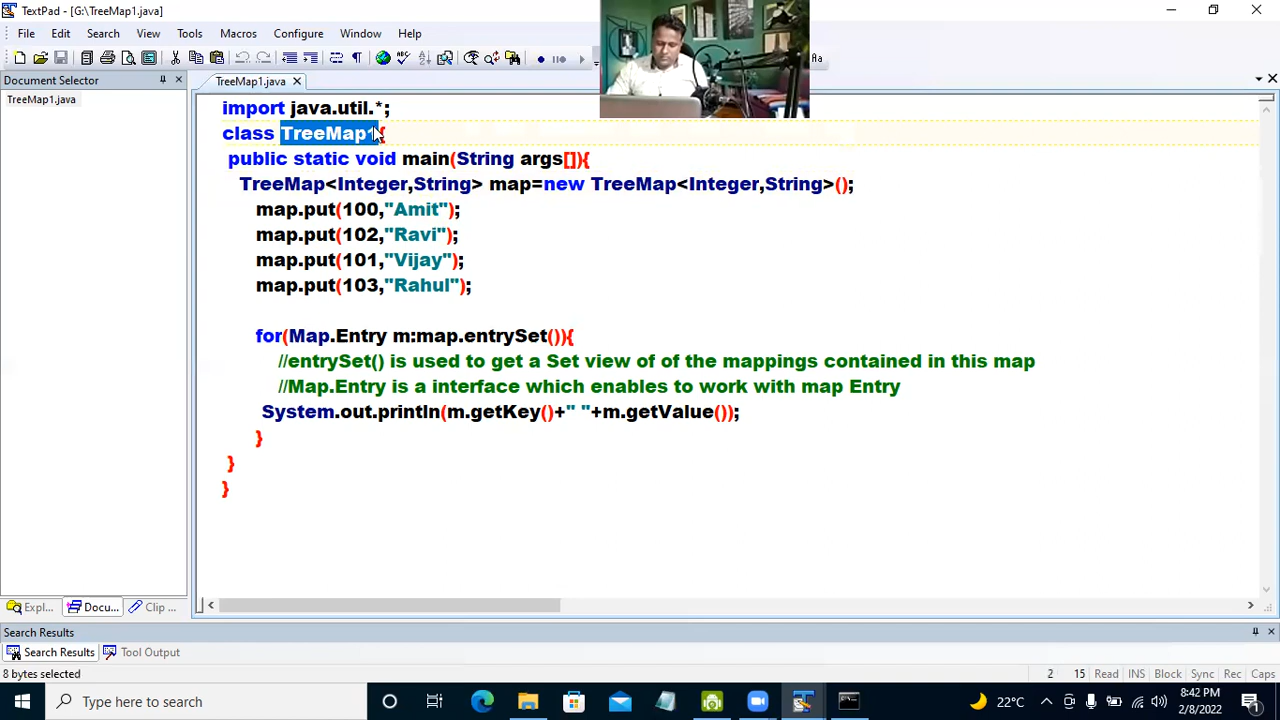 TextPad - [G:\TreeMap1.java]
File Edit Search View Tools Macros Configure Window Help
Document Selector
TreeMap1.java
TreeMap1.java
import java.util.*;
class TreeMap1{
public static void main(String args[]){
TreeMap<Integer,String> map=new TreeMap<Integer,String>();
map.put(100,"Amit");
map.put(102,"Ravi");
map.put(101,"Vijay");
map.put(103,"Rahul");
for(Map.Entry m:map.entrySet()){
//entrySet() is used to get a Set view of of the mappings contained in this map
//Map.Entry is a interface which enables to work with map Entry
System.out.println(m.getKey()+" "+m.getValue());
}
}
}
Expl... Docu... Clip ...
Search Results
Search Results Tool Output
8 bytes selected 2 15 Read INS Block Sync Rec Caps
Type here to search 22°C 8:42 PM
2/8/2022